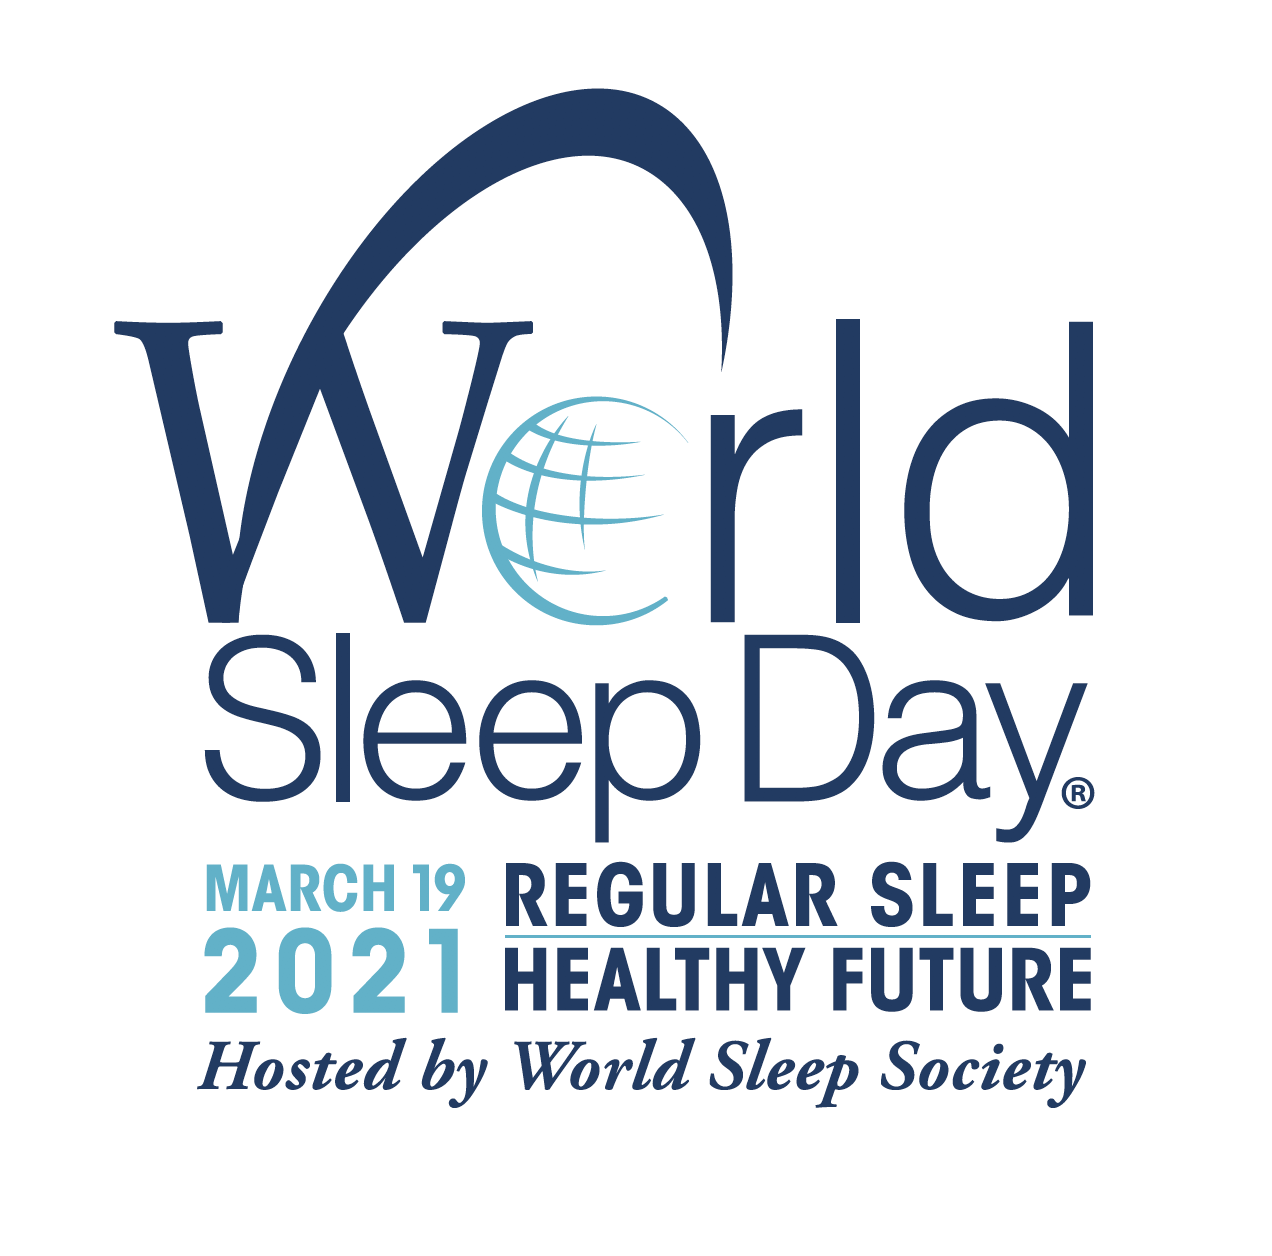 World
Sleep Day®
MARCH 19
2021
REGULAR SLEEP
HEALTHY FUTURE
Hosted by World Sleep Society